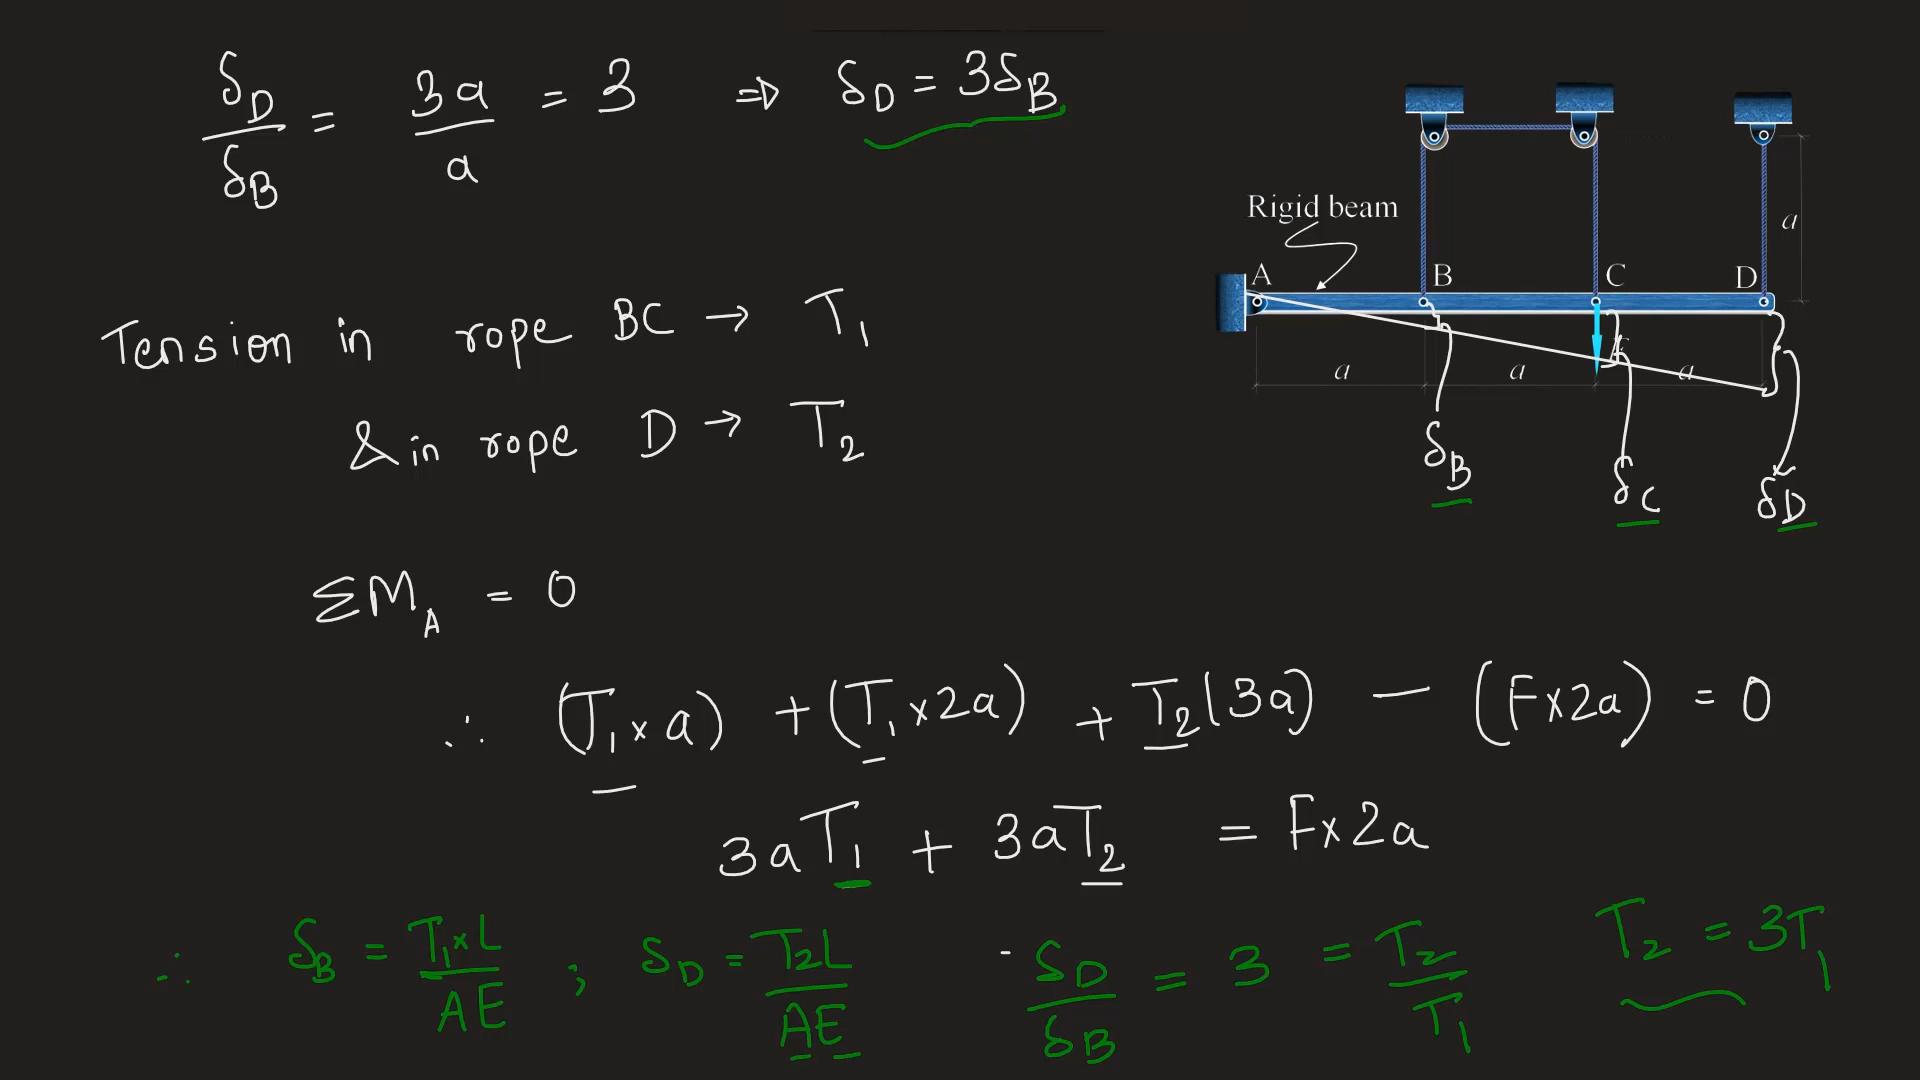 δD/δB = 3a/a = 3 ⇒ δD = 3δB
Rigid beam
A B C D
a
a a a
δB δC δD
Tension in rope BC → T1
& in rope D → T2
ΣMA = 0
∴ (T1 × a) + (T1 × 2a) + T2(3a) − (F×2a) = 0
3aT1 + 3aT2 = F×2a
∴ δB = T1×L/AE ; δD = T2L/AE - δD/δB = 3 = T2/T1 T2 = 3T1